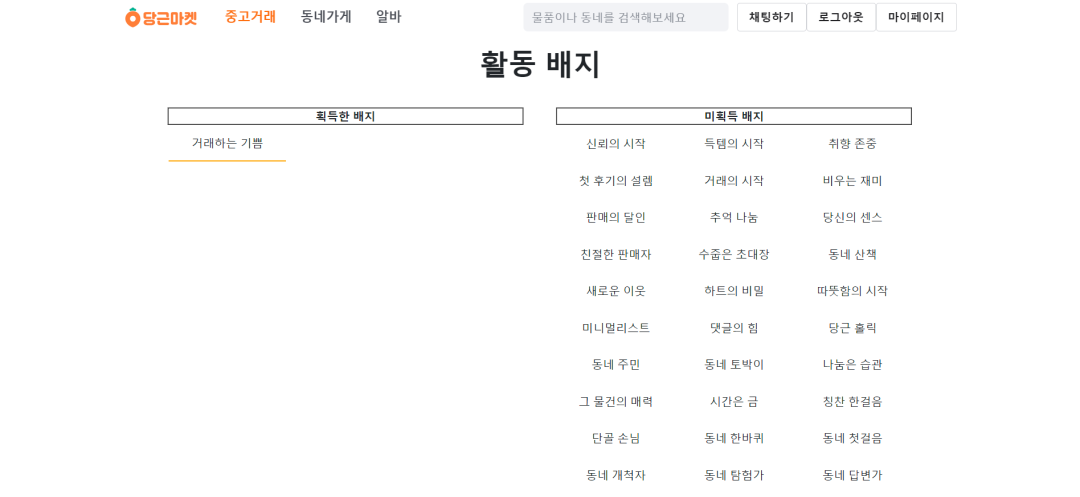 당근마켓 중고거래 동네가게 알바 물품이나 동네를 검색해보세요 채팅하기 로그아웃 마이페이지
활동 배지
획득한 배지 미획득 배지
거래하는 기쁨 신뢰의 시작 득템의 시작 취향 존중
첫 후기의 설렘 거래의 시작 비우는 재미
판매의 달인 추억 나눔 당신의 센스
친절한 판매자 수줍은 초대장 동네 산책
새로운 이웃 하트의 비밀 따뜻함의 시작
미니멀리스트 댓글의 힘 당근 홀릭
동네 주민 동네 토박이 나눔은 습관
그 물건의 매력 시간은 금 칭찬 한걸음
단골 손님 동네 한바퀴 동네 첫걸음
동네 개척자 동네 탐험가 동네 답변가